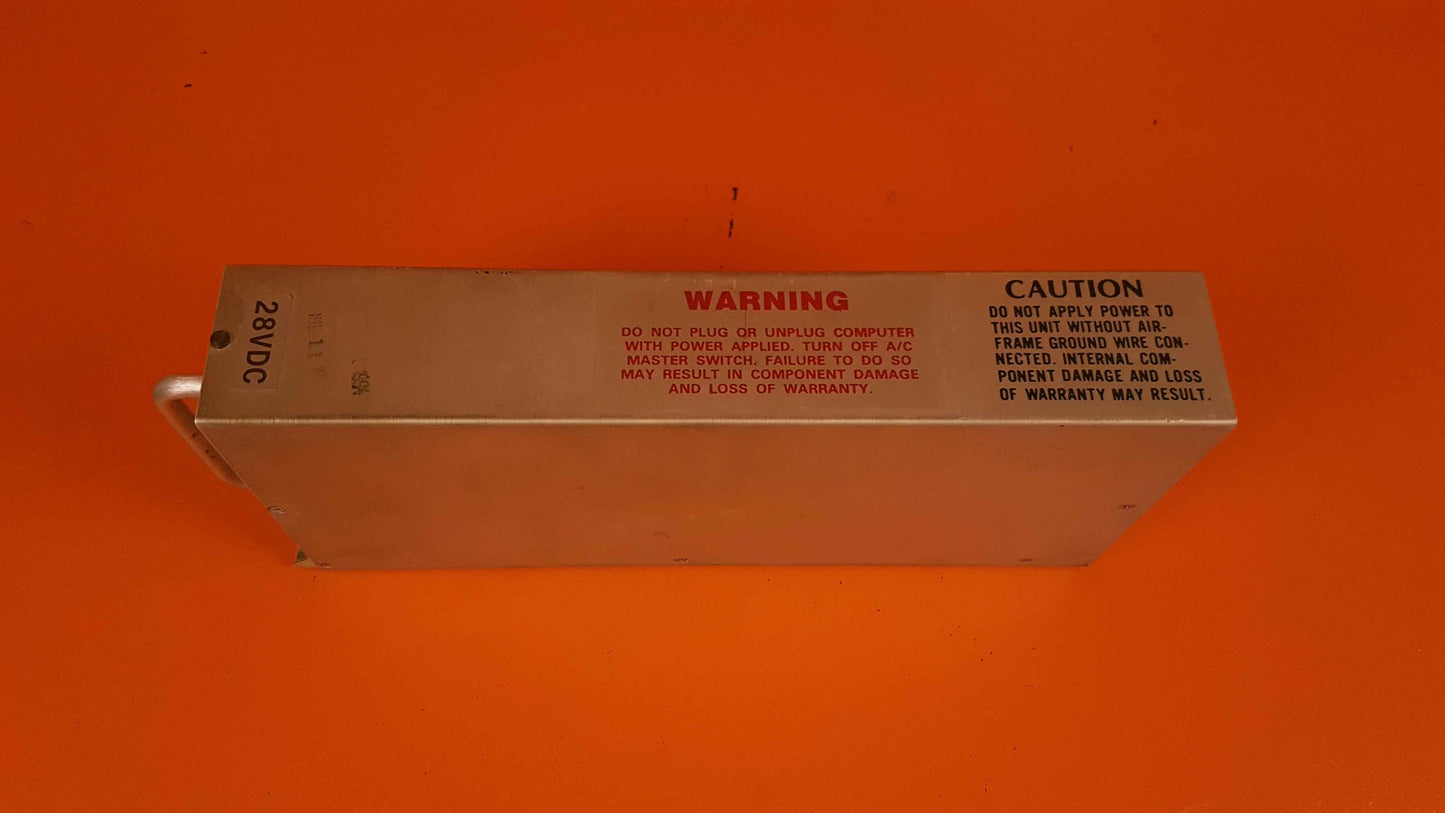 28VDC
WARNING
DO NOT PLUG OR UNPLUG COMPUTER
WITH POWER APPLIED. TURN OFF A/C
MASTER SWITCH. FAILURE TO DO SO
MAY RESULT IN COMPONENT DAMAGE
AND LOSS OF WARRANTY.
CAUTION
DO NOT APPLY POWER TO
THIS UNIT WITHOUT AIR-
FRAME GROUND WIRE CON-
NECTED. INTERNAL COM-
PONENT DAMAGE AND LOSS
OF WARRANTY MAY RESULT.